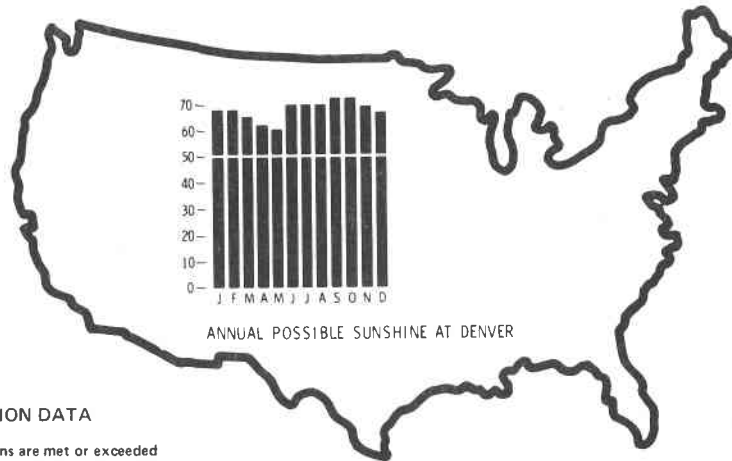 70
60
50
40
30
20
10
0
J F M A M J J A S O N D
ANNUAL POSSIBLE SUNSHINE AT DENVER
ION DATA
ns are met or exceeded